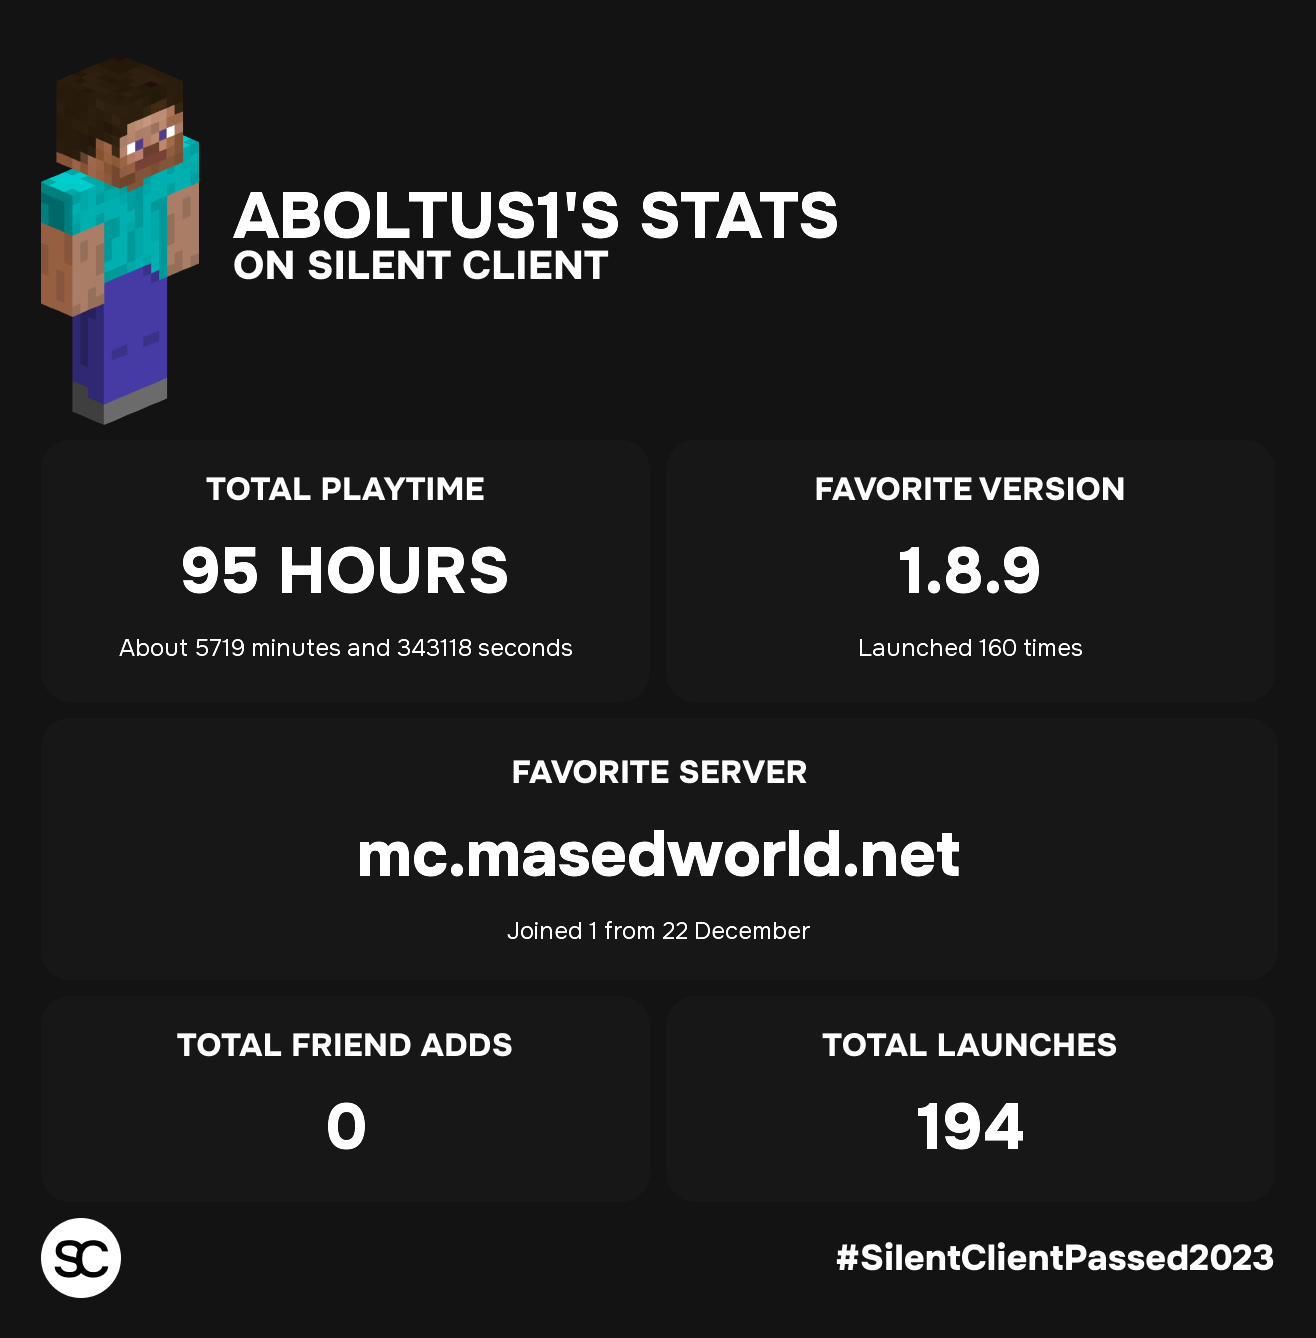 ABOLTUS1'S STATS
ON SILENT CLIENT
TOTAL PLAYTIME
95 HOURS
About 5719 minutes and 343118 seconds
FAVORITE VERSION
1.8.9
Launched 160 times
FAVORITE SERVER
mc.masedworld.net
Joined 1 from 22 December
TOTAL FRIEND ADDS
0
TOTAL LAUNCHES
194
SC
#SilentClientPassed2023